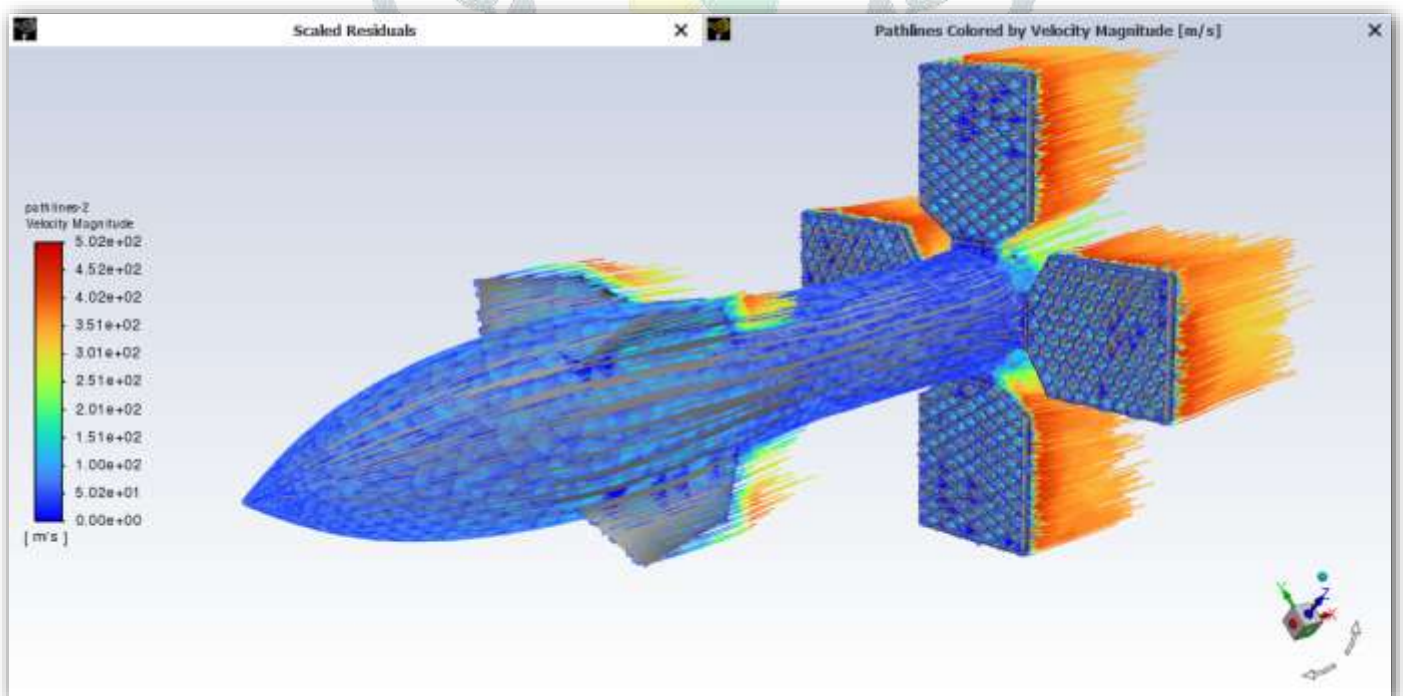 Scaled Residuals
Pathlines Colored by Velocity Magnitude [m/s]
pathlines-2
Velocity Magnitude
5.02e+02
4.52e+02
4.02e+02
3.51e+02
3.01e+02
2.51e+02
2.01e+02
1.51e+02
1.00e+02
5.02e+01
0.00e+00
[ m/s ]
Y
Z
X